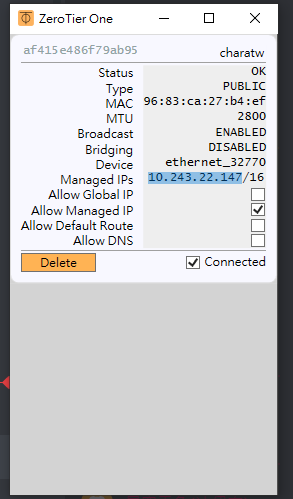 ZeroTier One
af415e486f79ab95 charatw
Status OK
Type PUBLIC
MAC 96:83:ca:27:b4:ef
MTU 2800
Broadcast ENABLED
Bridging DISABLED
Device ethernet_32770
Managed IPs 10.243.22.147/16
Allow Global IP
Allow Managed IP
Allow Default Route
Allow DNS
Delete Connected